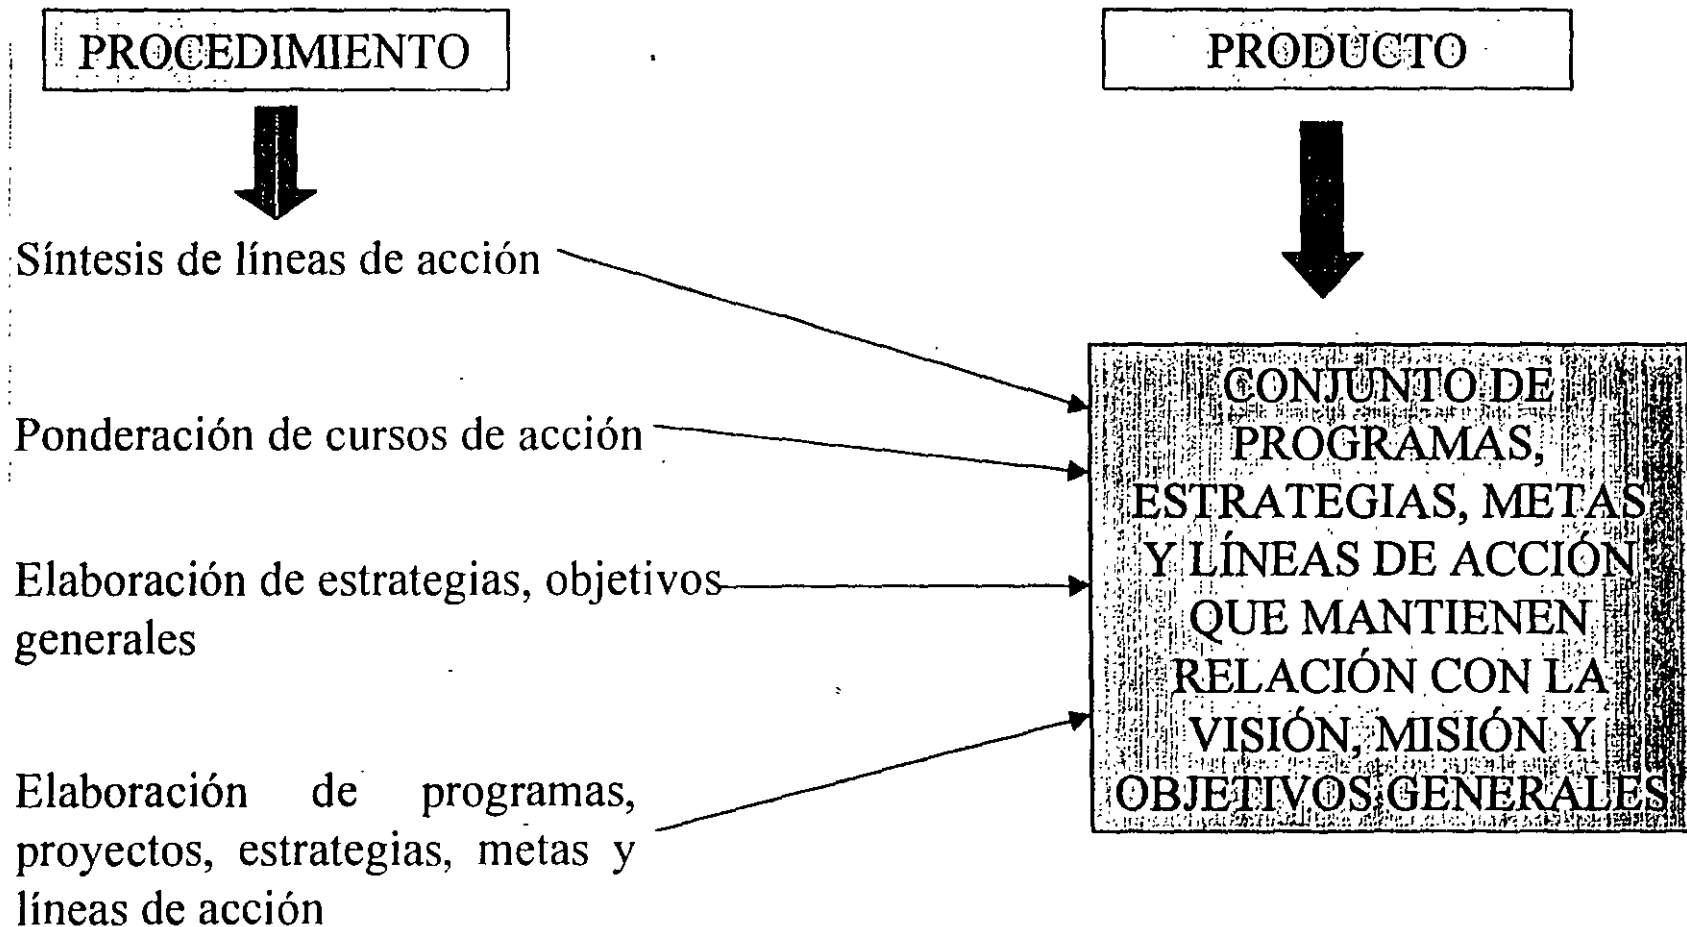 PROCEDIMIENTO
PRODUCTO
Síntesis de líneas de acción
Ponderación de cursos de acción
Elaboración de estrategias, objetivos
generales
Elaboración de programas,
proyectos, estrategias, metas y
líneas de acción
CONJUNTO DE
PROGRAMAS,
ESTRATEGIAS, METAS
Y LÍNEAS DE ACCIÓN
QUE MANTIENEN
RELACIÓN CON LA
VISIÓN, MISIÓN Y
OBJETIVOS GENERALES